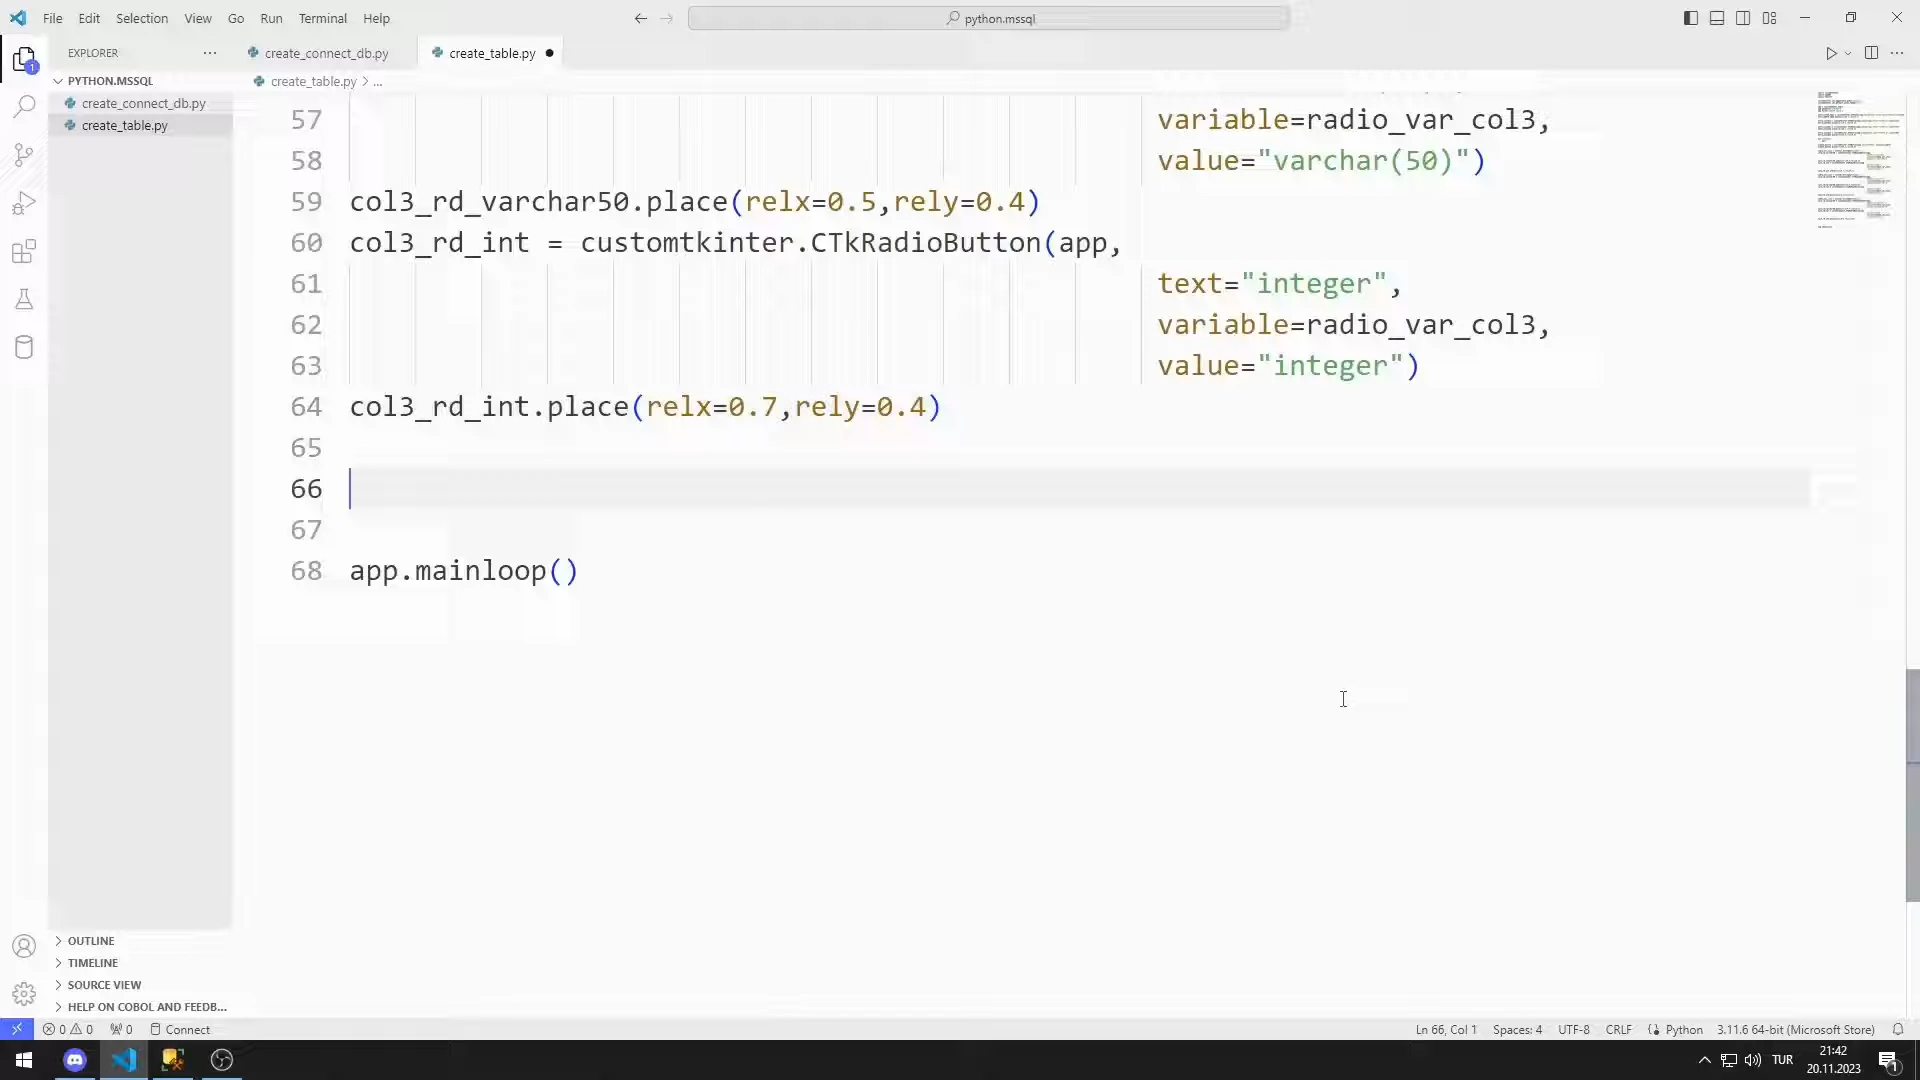 File Edit Selection View Go Run Terminal Help
python.mssql
EXPLORER
create_connect_db.py
create_table.py
PYTHON.MSSQL
create_table.py > ...
create_connect_db.py
create_table.py
57 variable=radio_var_col3,
58 value="varchar(50)")
59 col3_rd_varchar50.place(relx=0.5,rely=0.4)
60 col3_rd_int = customtkinter.CTkRadioButton(app,
61 text="integer",
62 variable=radio_var_col3,
63 value="integer")
64 col3_rd_int.place(relx=0.7,rely=0.4)
65
66
67
68 app.mainloop()
OUTLINE
TIMELINE
SOURCE VIEW
HELP ON COBOL AND FEEDB...
0 0 0 Connect
Ln 66, Col 1 Spaces: 4 UTF-8 CRLF Python 3.11.6 64-bit (Microsoft Store)
TUR
21:42
20.11.2023
1
1